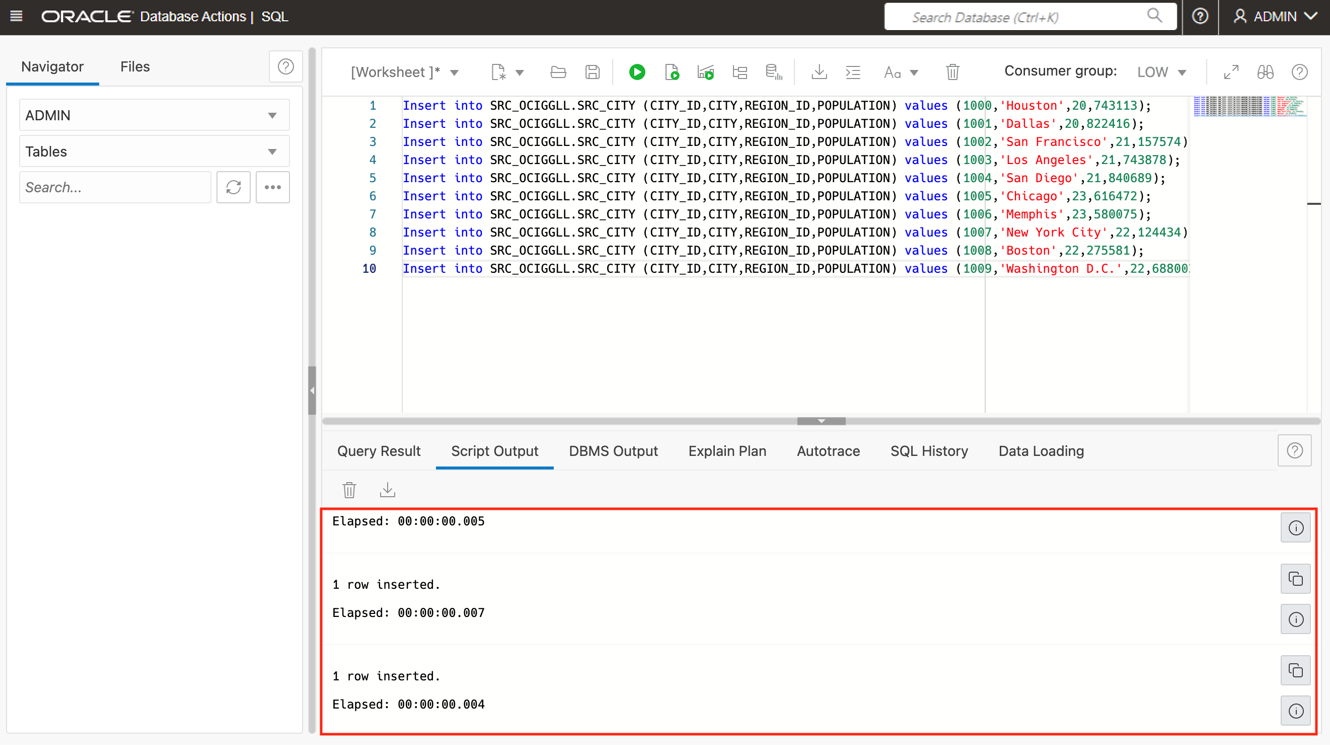 ORACLE Database Actions | SQL
Search Database (Ctrl+K)
ADMIN
Navigator
Files
ADMIN
Tables
Search...
[Worksheet ]*
Aa
Consumer group:
LOW
1 Insert into SRC_OCIGGLL.SRC_CITY (CITY_ID,CITY,REGION_ID,POPULATION) values (1000,'Houston',20,743113);
2 Insert into SRC_OCIGGLL.SRC_CITY (CITY_ID,CITY,REGION_ID,POPULATION) values (1001,'Dallas',20,822416);
3 Insert into SRC_OCIGGLL.SRC_CITY (CITY_ID,CITY,REGION_ID,POPULATION) values (1002,'San Francisco',21,157574)
4 Insert into SRC_OCIGGLL.SRC_CITY (CITY_ID,CITY,REGION_ID,POPULATION) values (1003,'Los Angeles',21,743878);
5 Insert into SRC_OCIGGLL.SRC_CITY (CITY_ID,CITY,REGION_ID,POPULATION) values (1004,'San Diego',21,840689);
6 Insert into SRC_OCIGGLL.SRC_CITY (CITY_ID,CITY,REGION_ID,POPULATION) values (1005,'Chicago',23,616472);
7 Insert into SRC_OCIGGLL.SRC_CITY (CITY_ID,CITY,REGION_ID,POPULATION) values (1006,'Memphis',23,580075);
8 Insert into SRC_OCIGGLL.SRC_CITY (CITY_ID,CITY,REGION_ID,POPULATION) values (1007,'New York City',22,124434)
9 Insert into SRC_OCIGGLL.SRC_CITY (CITY_ID,CITY,REGION_ID,POPULATION) values (1008,'Boston',22,275581);
10 Insert into SRC_OCIGGLL.SRC_CITY (CITY_ID,CITY,REGION_ID,POPULATION) values (1009,'Washington D.C.',22,68800
Query Result
Script Output
DBMS Output
Explain Plan
Autotrace
SQL History
Data Loading
Elapsed: 00:00:00.005
1 row inserted.
Elapsed: 00:00:00.007
1 row inserted.
Elapsed: 00:00:00.004